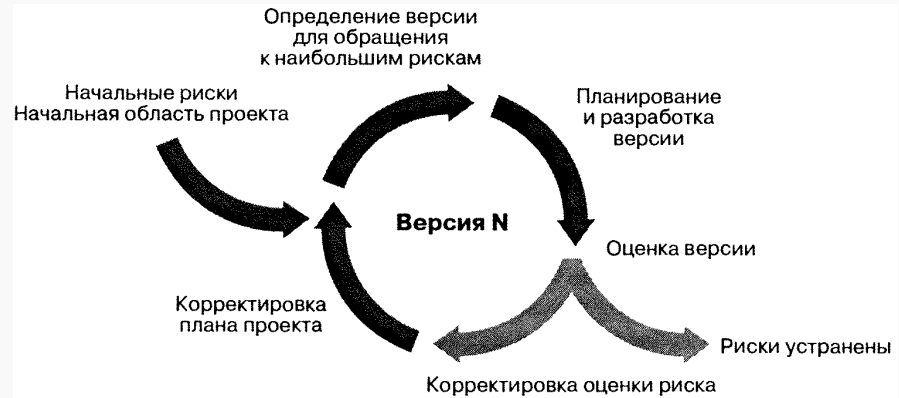 Определение версии
для обращения
к наибольшим рискам
Начальные риски
Начальная область проекта
Планирование
и разработка
версии
Версия N
Оценка версии
Корректировка
плана проекта
Риски устранены
Корректировка оценки риска